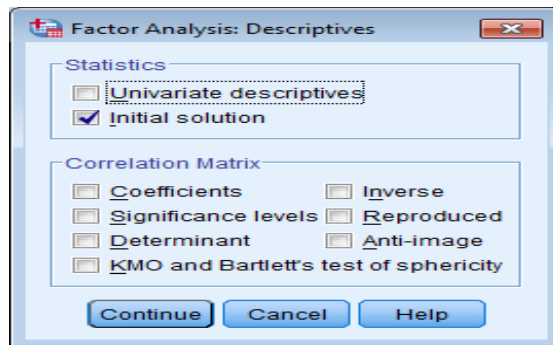 Factor Analysis: Descriptives
Statistics
Univariate descriptives
Initial solution
Correlation Matrix
Coefficients Inverse
Significance levels Reproduced
Determinant Anti-image
KMO and Bartlett's test of sphericity
Continue Cancel Help